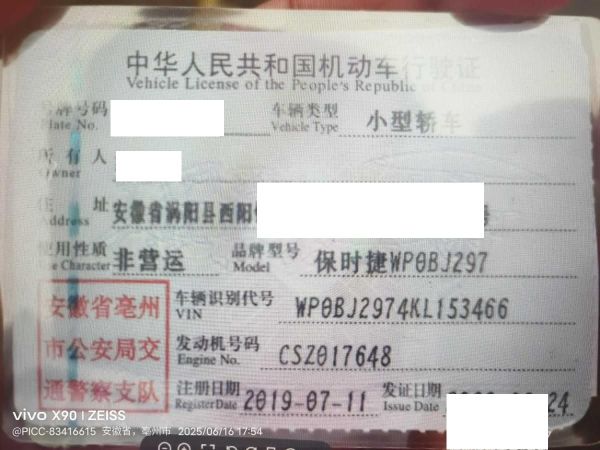 中华人民共和国机动车行驶证
Vehicle License of the People's Republic of China
号牌号码
Plate No.
车辆类型 小型轿车
Vehicle Type
所有人
Owner
住址 安徽省涡阳县西阳
Address
使用性质 非营运
Use Character
品牌型号 保时捷WP0BJ297
Model
安徽省亳州
市公安局交
通警察支队
车辆识别代号 WP0BJ2974KL153466
VIN
发动机号码 CSZ017648
Engine No.
注册日期 2019-07-11
Register Date
发证日期 24
Issue Date
vivo X90 | ZEISS
@PICC-83416615 安徽省，亳州市 2025/06/16 17:54